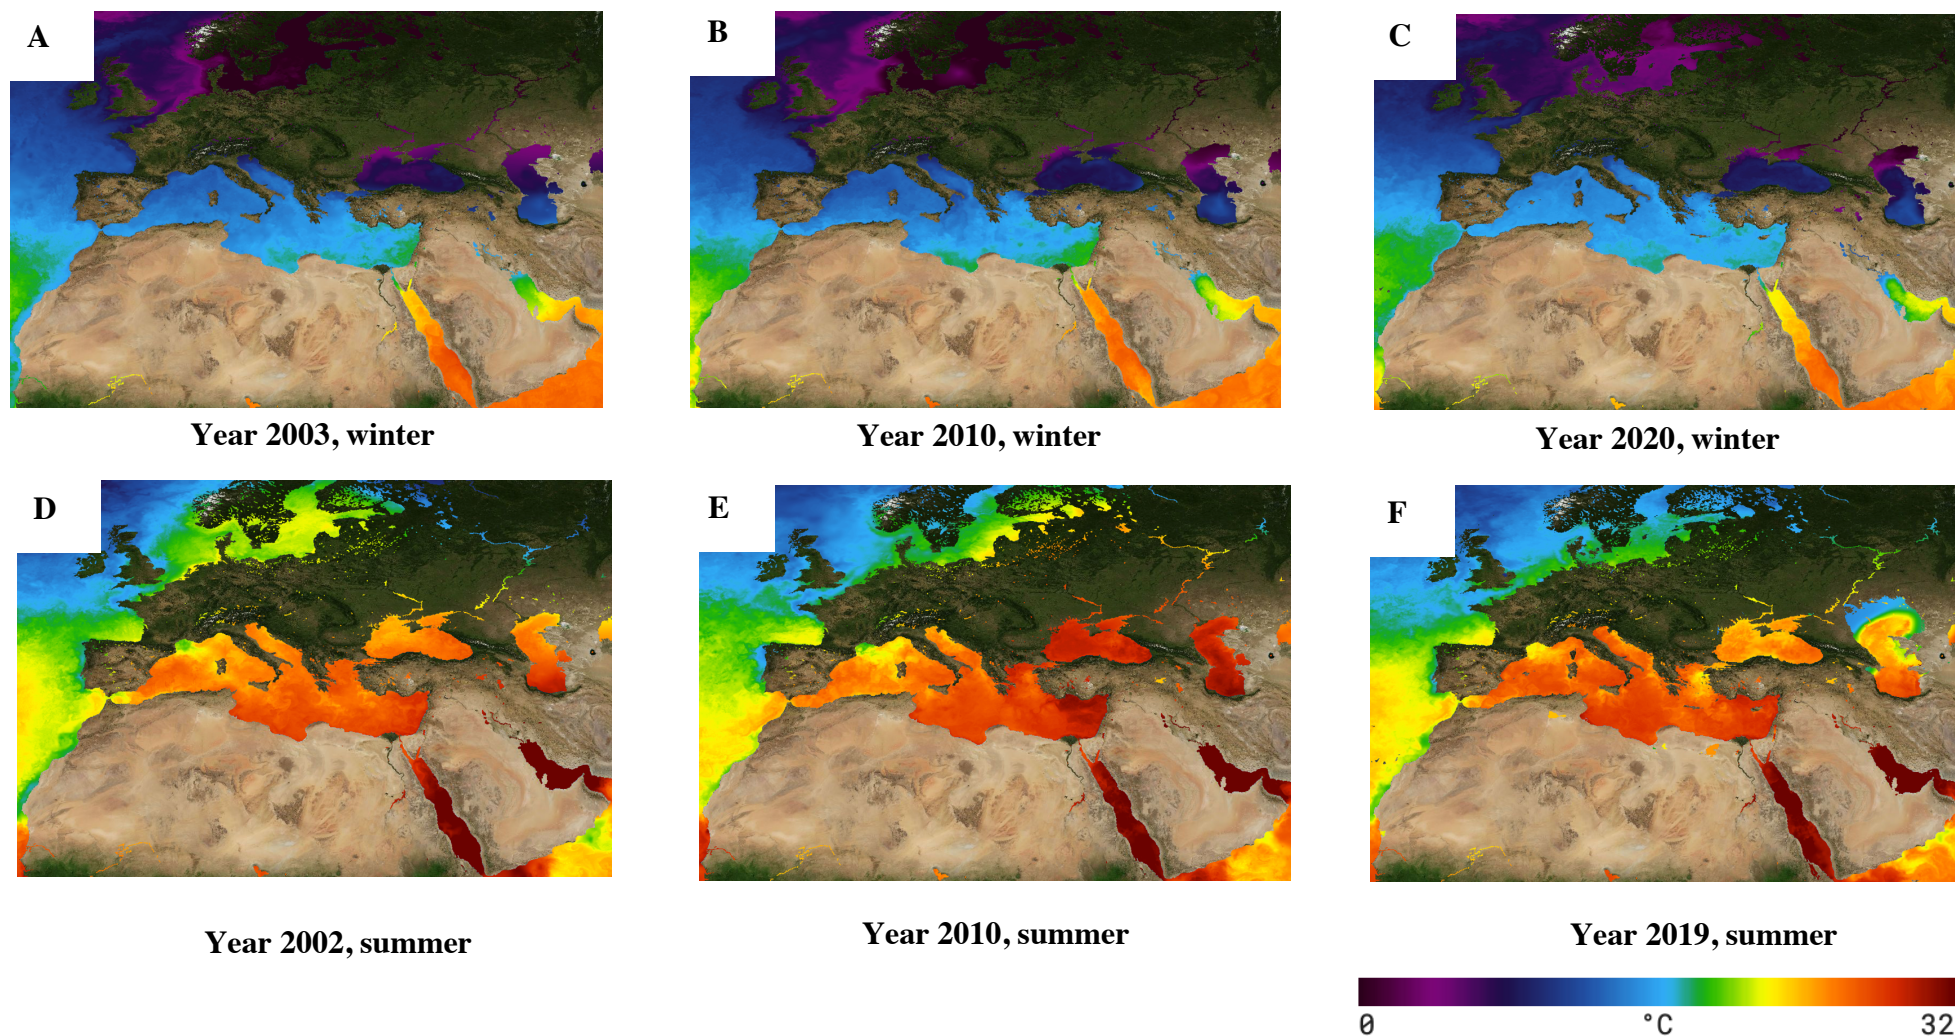 A
B
C
Year 2003, winter
Year 2010, winter
Year 2020, winter
D
E
F
Year 2002, summer
Year 2010, summer
Year 2019, summer
0 °C 32